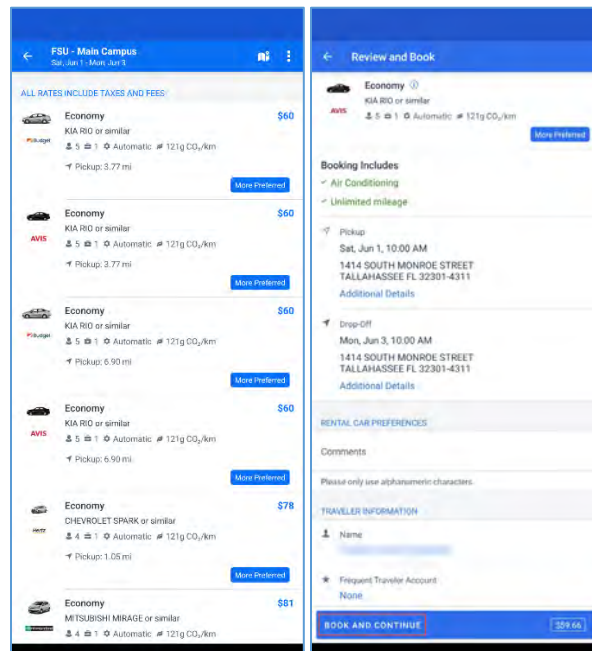 FSU - Main Campus
Sat, Jun 1 - Mon, Jun 3
ALL RATES INCLUDE TAXES AND FEES
Economy $60
KIA RIO or similar
Budget
5 1 Automatic 121g CO₂/km
Pickup: 3.77 mi
More Preferred
Economy $60
KIA RIO or similar
AVIS
5 1 Automatic 121g CO₂/km
Pickup: 3.77 mi
More Preferred
Economy $60
KIA RIO or similar
Budget
5 1 Automatic 121g CO₂/km
Pickup: 6.90 mi
More Preferred
Economy $60
KIA RIO or similar
AVIS
5 1 Automatic 121g CO₂/km
Pickup: 6.90 mi
More Preferred
Economy $78
CHEVROLET SPARK or similar
Hertz
4 1 Automatic 121g CO₂/km
Pickup: 1.05 mi
More Preferred
Economy $81
MITSUBISHI MIRAGE or similar
4 1 Automatic 121g CO₂/km
Review and Book
Economy
KIA RIO or similar
AVIS
5 1 Automatic 121g CO₂/km
More Preferred
Booking Includes
Air Conditioning
Unlimited mileage
Pickup
Sat, Jun 1, 10:00 AM
1414 SOUTH MONROE STREET
TALLAHASSEE FL 32301-4311
Additional Details
Drop-Off
Mon, Jun 3, 10:00 AM
1414 SOUTH MONROE STREET
TALLAHASSEE FL 32301-4311
Additional Details
RENTAL CAR PREFERENCES
Comments
Please only use alphanumeric characters.
TRAVELER INFORMATION
Name
Frequent Traveler Account
None
BOOK AND CONTINUE $59.66